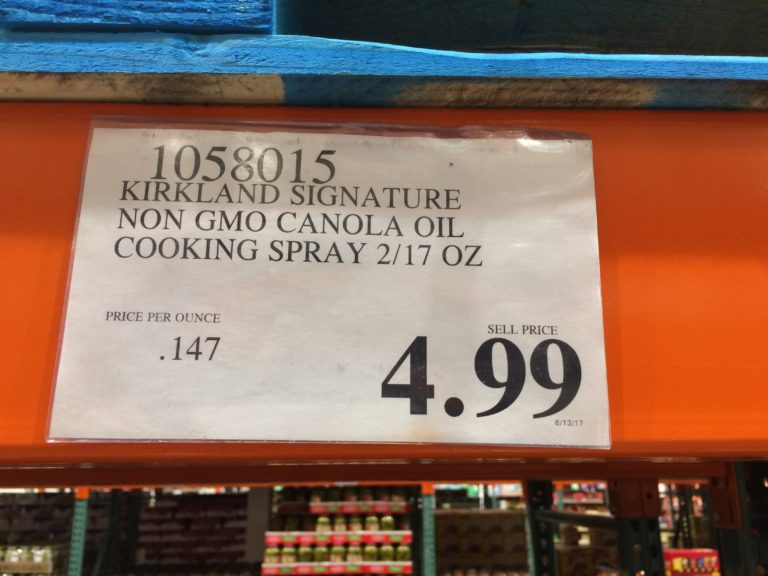 1058015
KIRKLAND SIGNATURE
NON GMO CANOLA OIL
COOKING SPRAY 2/17 OZ
PRICE PER OUNCE
.147
SELL PRICE
4.99
6/13/17